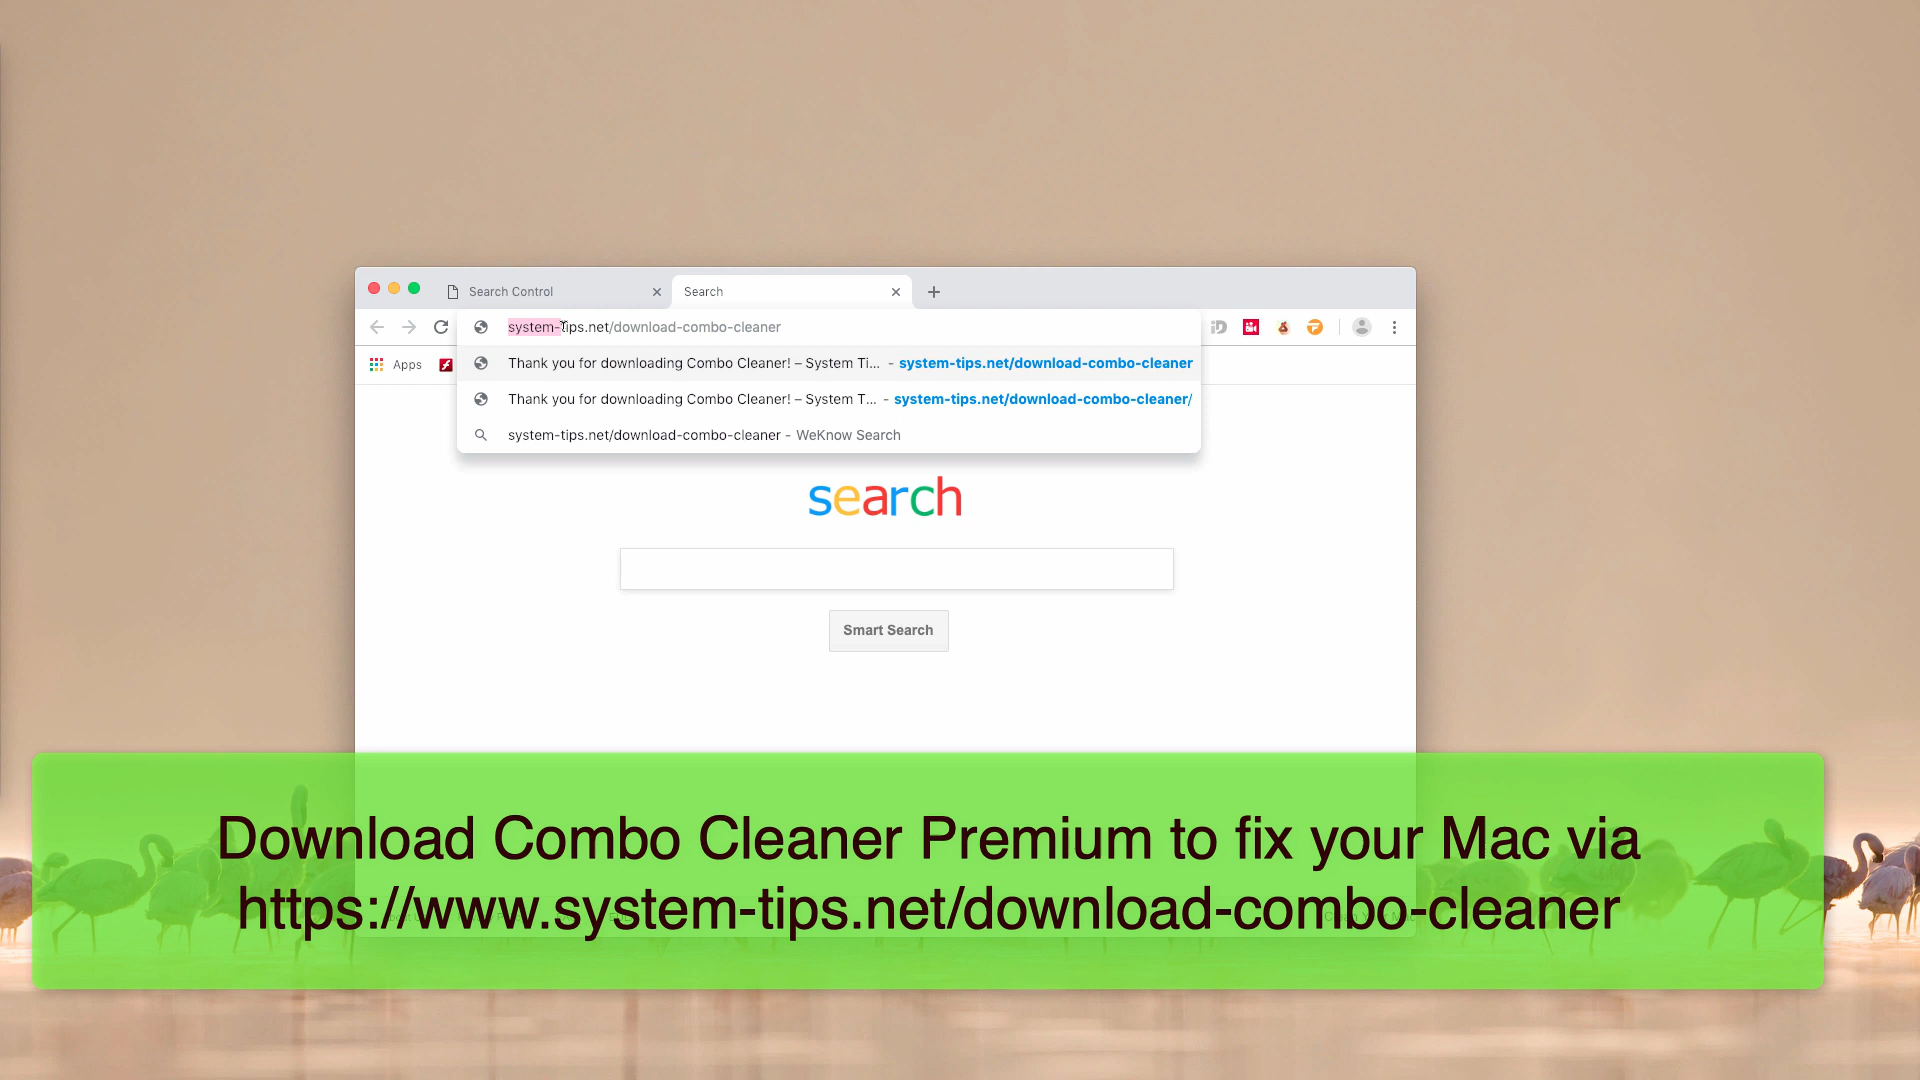 Search Control
Search
system-tips.net/download-combo-cleaner
Apps
Thank you for downloading Combo Cleaner! – System Ti... - system-tips.net/download-combo-cleaner
Thank you for downloading Combo Cleaner! – System T... - system-tips.net/download-combo-cleaner/
system-tips.net/download-combo-cleaner - WeKnow Search
search
Smart Search
Download Combo Cleaner Premium to fix your Mac via
https://www.system-tips.net/download-combo-cleaner